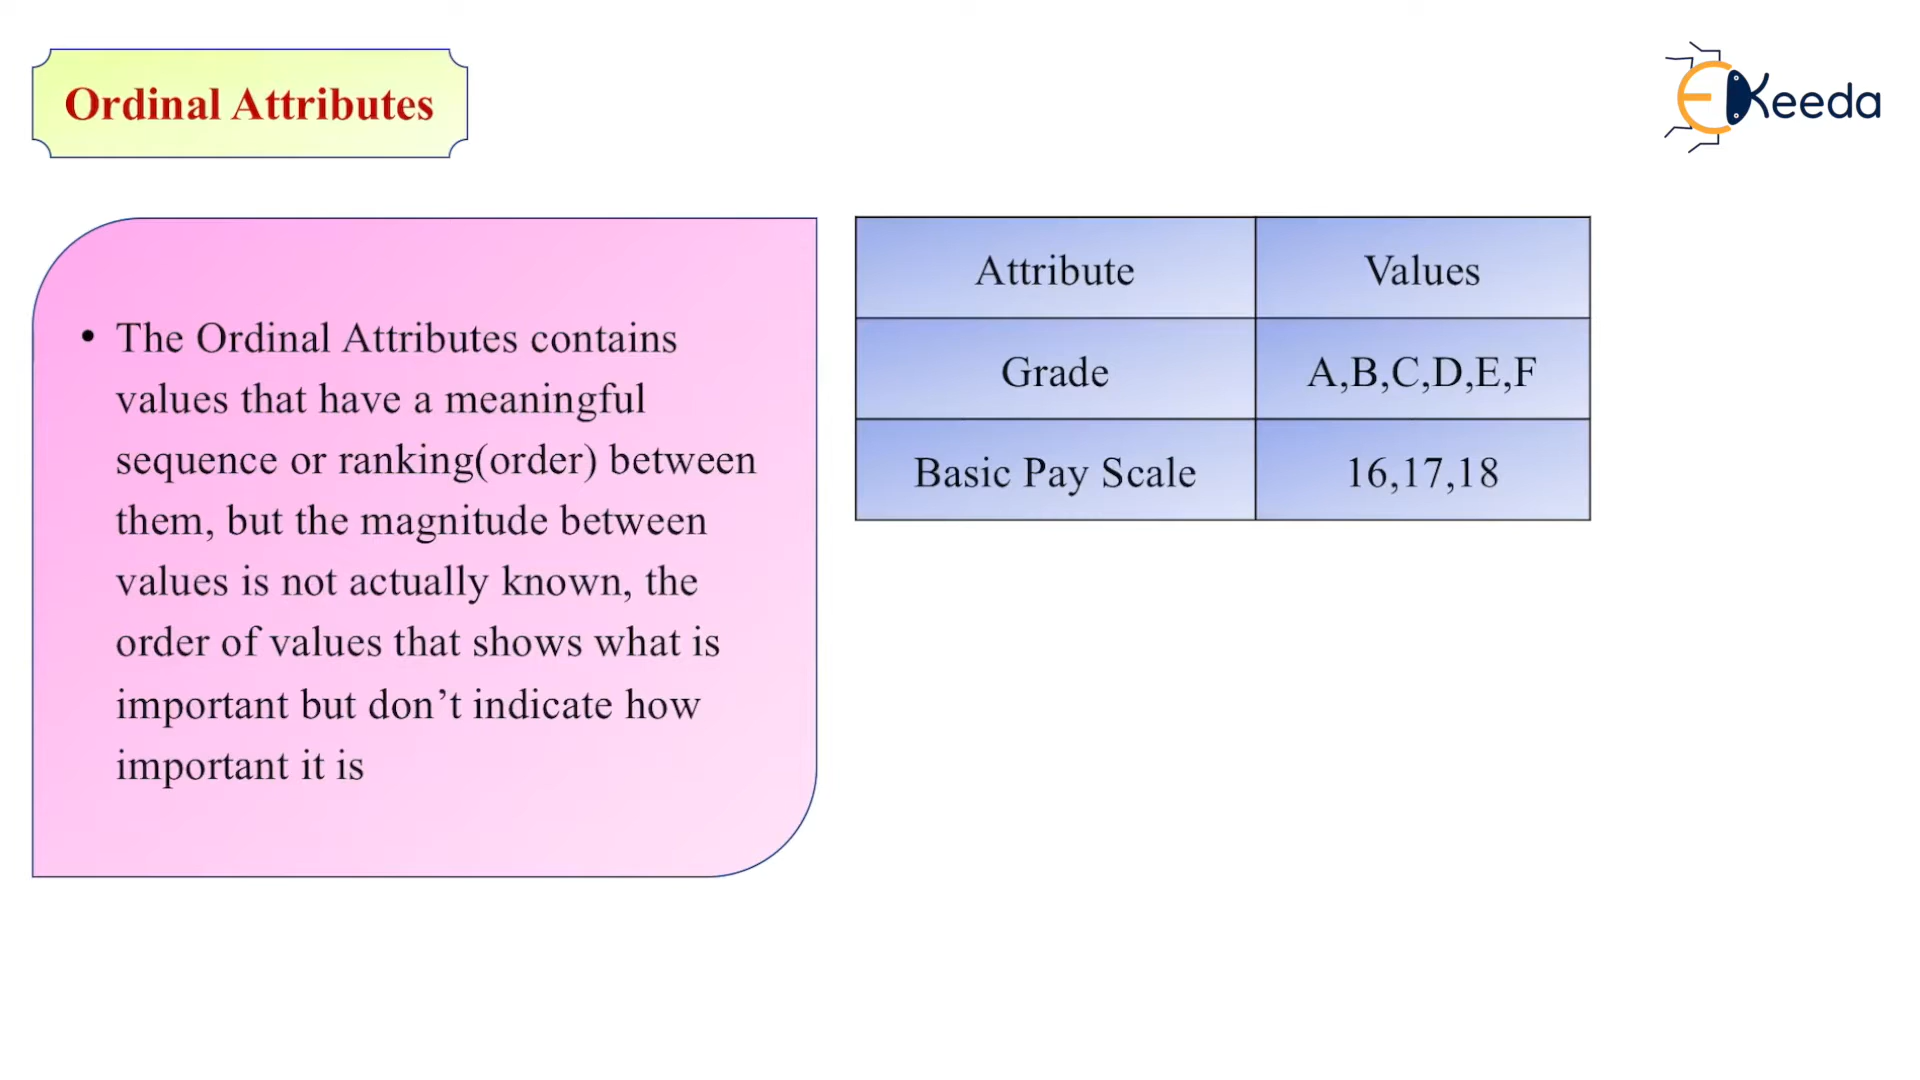 Ordinal Attributes
EKeeda
• The Ordinal Attributes contains
values that have a meaningful
sequence or ranking(order) between
them, but the magnitude between
values is not actually known, the
order of values that shows what is
important but don’t indicate how
important it is
Attribute Values
Grade A,B,C,D,E,F
Basic Pay Scale 16,17,18